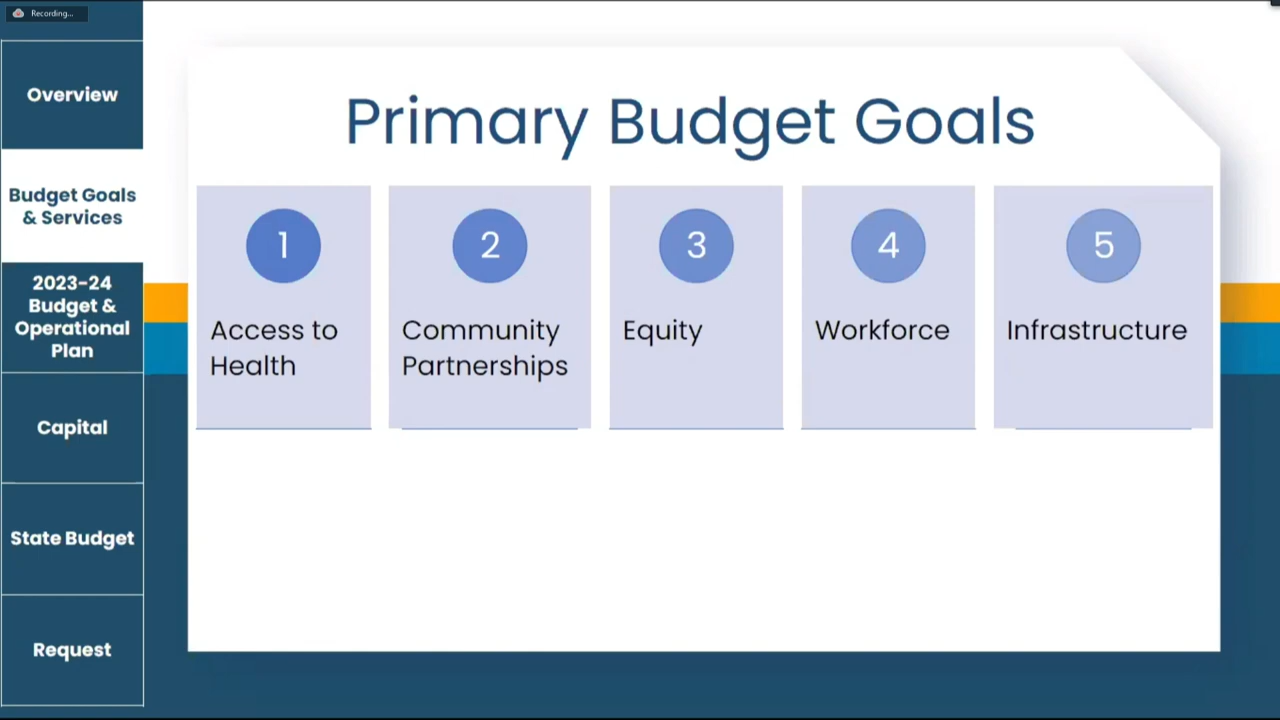 Recording...
Overview
Budget Goals
& Services
2023-24
Budget &
Operational
Plan
Capital
State Budget
Request
Primary Budget Goals
1
Access to
Health
2
Community
Partnerships
3
Equity
4
Workforce
5
Infrastructure